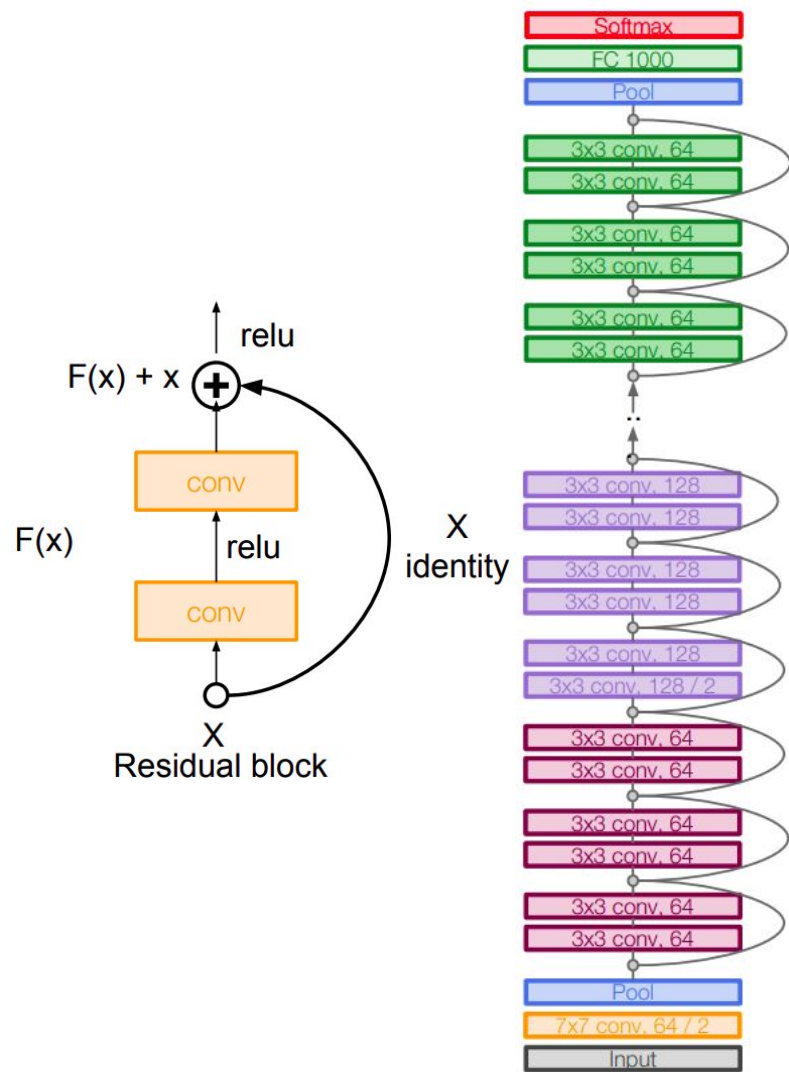 relu
F(x) + x
conv
F(x)
relu
X
identity
conv
X
Residual block
Softmax
FC 1000
Pool
3x3 conv, 64
3x3 conv, 64
3x3 conv, 64
3x3 conv, 64
3x3 conv, 64
3x3 conv, 64
..
3x3 conv, 128
3x3 conv, 128
3x3 conv, 128
3x3 conv, 128
3x3 conv, 128
3x3 conv, 128 / 2
3x3 conv, 64
3x3 conv, 64
3x3 conv, 64
3x3 conv, 64
3x3 conv, 64
3x3 conv, 64
Pool
7x7 conv, 64 / 2
Input